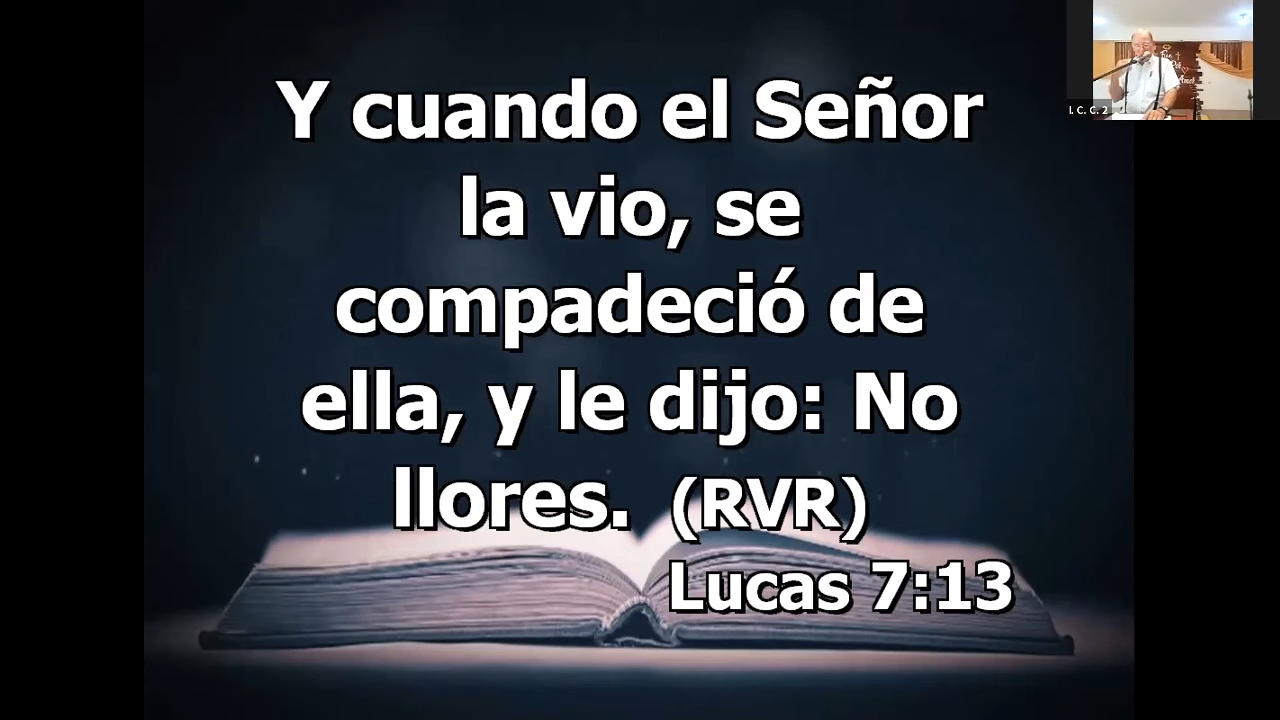 Y cuando el Señor
la vio, se
compadeció de
ella, y le dijo: No
llores. (RVR)
Lucas 7:13
I. C. C. 2